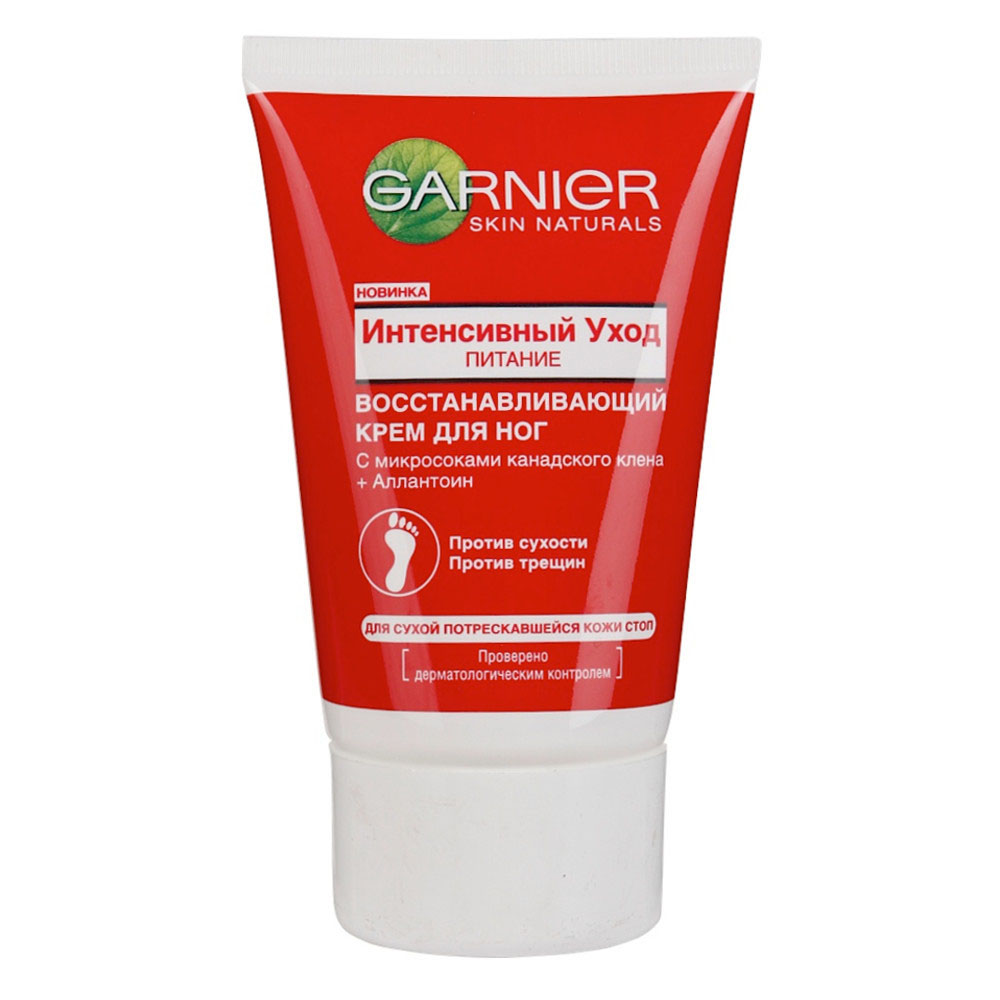 GARNIER
SKIN NATURALS
НОВИНКА
Интенсивный Уход
ПИТАНИЕ
ВОССТАНАВЛИВАЮЩИЙ
КРЕМ ДЛЯ НОГ
С микросоками канадского клена
+ Аллантоин
Против сухости
Против трещин
ДЛЯ СУХОЙ ПОТРЕСКАВШЕЙСЯ КОЖИ СТОП
Проверено
дерматологическим контролем